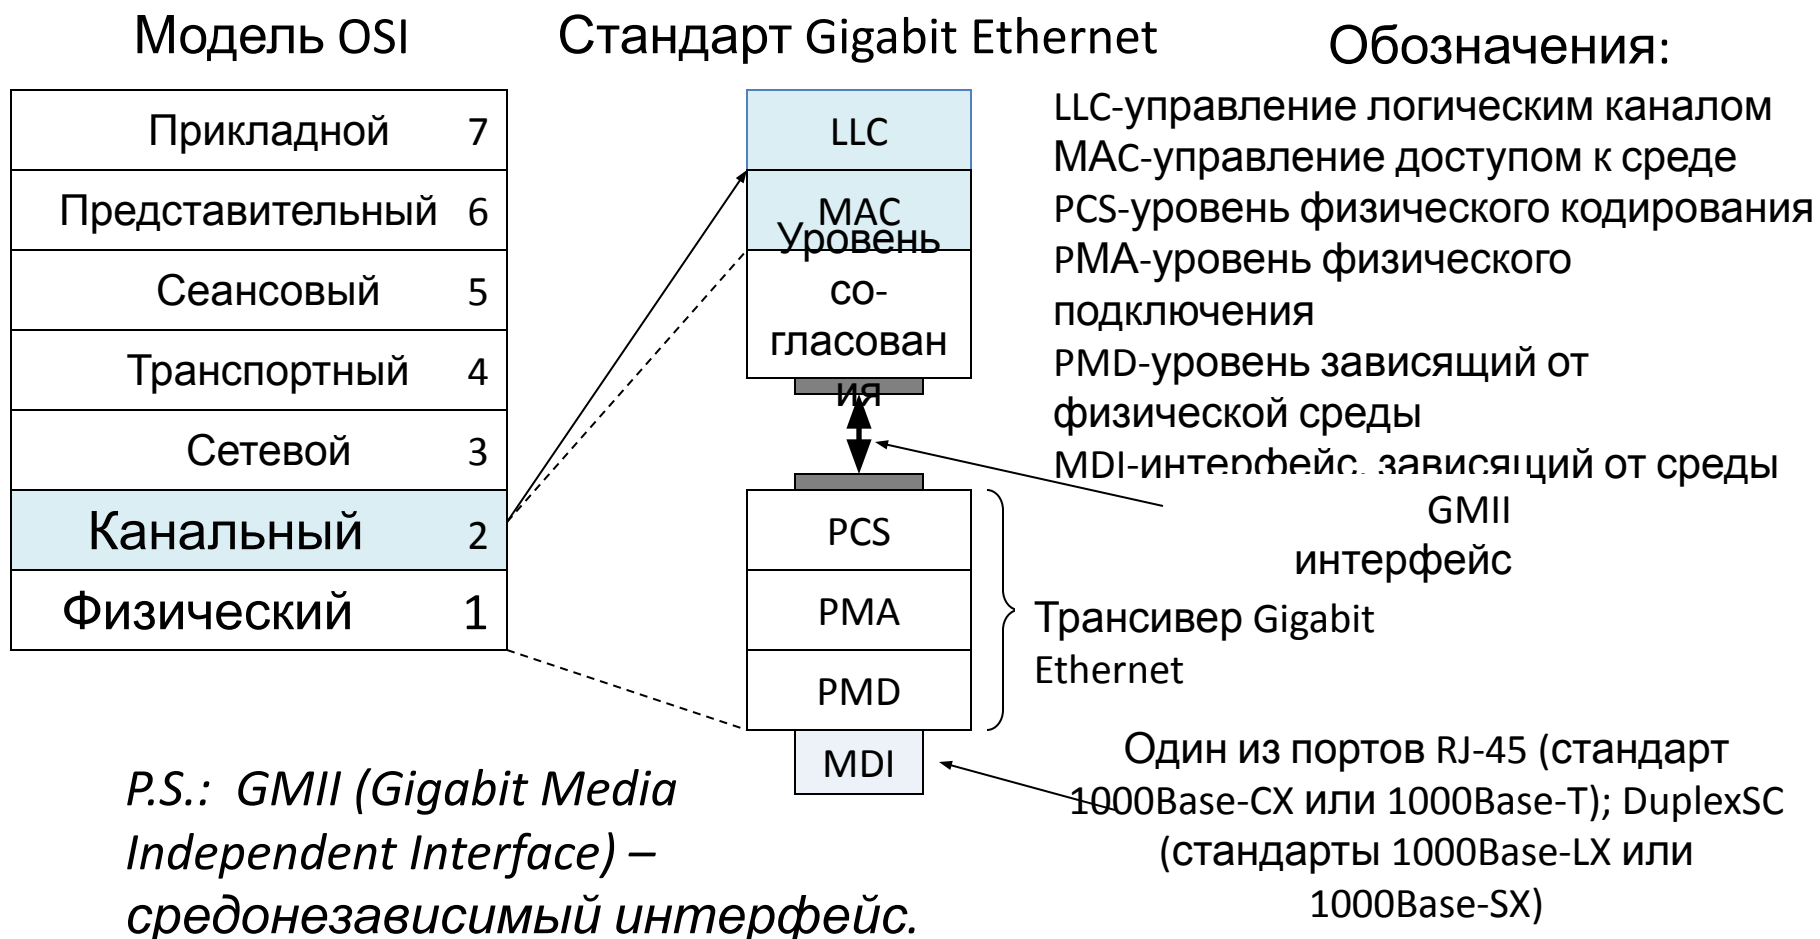 Модель OSI
Стандарт Gigabit Ethernet
Обозначения:
Прикладной 7
Представительный 6
Сеансовый 5
Транспортный 4
Сетевой 3
Канальный 2
Физический 1
LLC
MAC
Уровень
со-
гласован
ия
PCS
PMA
PMD
MDI
LLC-управление логическим каналом
MAC-управление доступом к среде
PCS-уровень физического кодирования
PMA-уровень физического
подключения
PMD-уровень зависящий от
физической среды
MDI-интерфейс, зависящий от среды
GMII
интерфейс
Трансивер Gigabit
Ethernet
Один из портов RJ-45 (стандарт
1000Base-CX или 1000Base-T); DuplexSC
(стандарты 1000Base-LX или
1000Base-SX)
P.S.: GMII (Gigabit Media
Independent Interface) –
средонезависимый интерфейс.